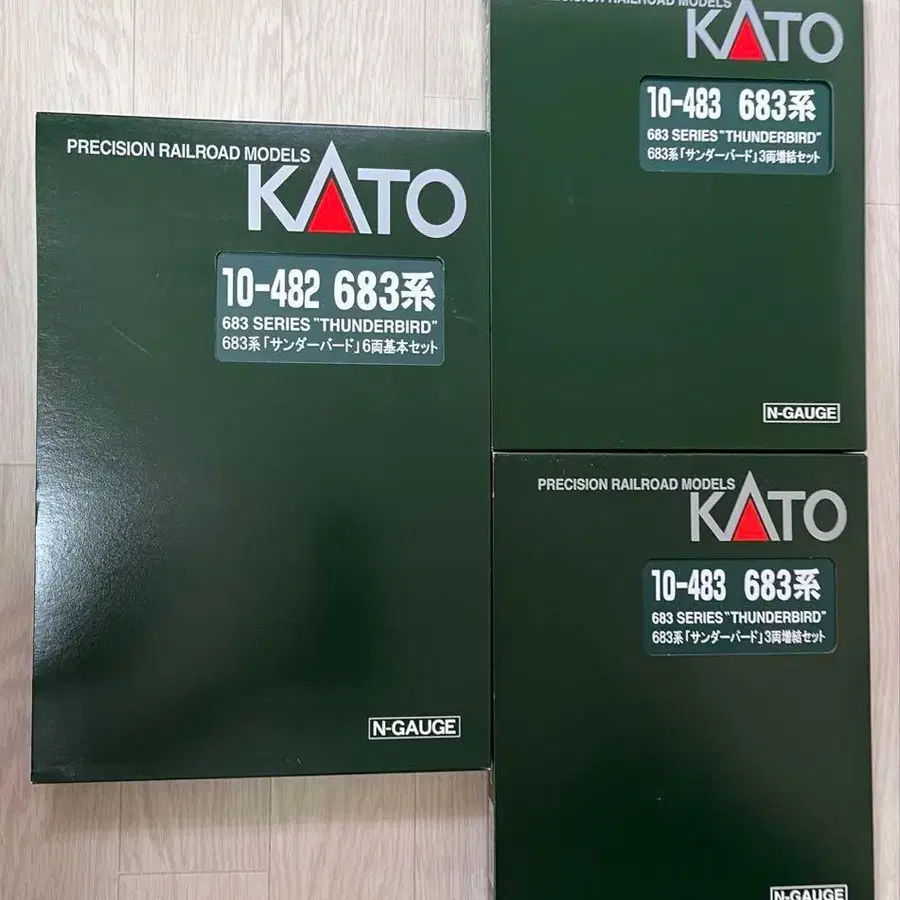 PRECISION RAILROAD MODELS
KATO
10-482 683系
683 SERIES "THUNDERBIRD"
683系「サンダーバード」6両基本セット
N-GAUGE
PRECISION RAILROAD MODELS
KATO
10-483 683系
683 SERIES "THUNDERBIRD"
683系「サンダーバード」3両増結セット
N-GAUGE
PRECISION RAILROAD MODELS
KATO
10-483 683系
683 SERIES "THUNDERBIRD"
683系「サンダーバード」3両増結セット
N-GAUGE